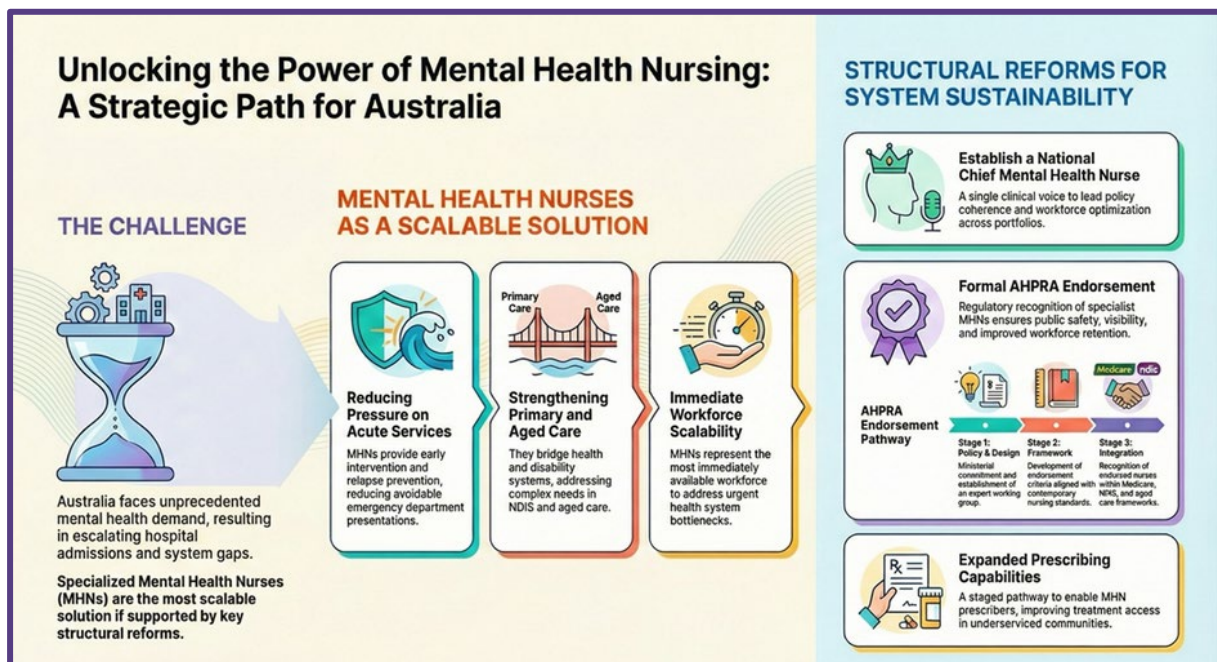 Unlocking the Power of Mental Health Nursing:
A Strategic Path for Australia
THE CHALLENGE
Australia faces unprecedented
mental health demand, resulting
in escalating hospital
admissions and system gaps.
Specialized Mental Health Nurses
(MHNs) are the most scalable
solution if supported by key
structural reforms.
MENTAL HEALTH NURSES
AS A SCALABLE SOLUTION
Reducing
Pressure on
Acute Services
MHNs provide early
intervention and
relapse prevention,
reducing avoidable
emergency department
presentations.
Primary
Care
Aged
Care
Strengthening
Primary and
Aged Care
They bridge health
and disability
systems, addressing
complex needs in
NDIS and aged care.
Immediate
Workforce
Scalability
MHNs represent the
most immediately
available workforce
to address urgent
health system
bottlenecks.
STRUCTURAL REFORMS FOR
SYSTEM SUSTAINABILITY
Establish a National
Chief Mental Health Nurse
A single clinical voice to lead policy
coherence and workforce optimization
across portfolios.
Formal AHPRA Endorsement
Regulatory recognition of specialist
MHNs ensures public safety, visibility,
and improved workforce retention.
AHPRA
Endorsement
Pathway
Stage 1:
Policy & Design
Ministerial
commitment and
establishment of
an expert working
group.
Stage 2:
Framework
Development of
endorsement
criteria aligned with
contemporary
nursing standards.
Medcare ndic
Stage 3:
Integration
Recognition of
endorsed nurses
within Medicare,
NDIS, and aged
care frameworks.
Rx
Expanded Prescribing
Capabilities
A staged pathway to enable MHN
prescribers, improving treatment access
in underserviced communities.